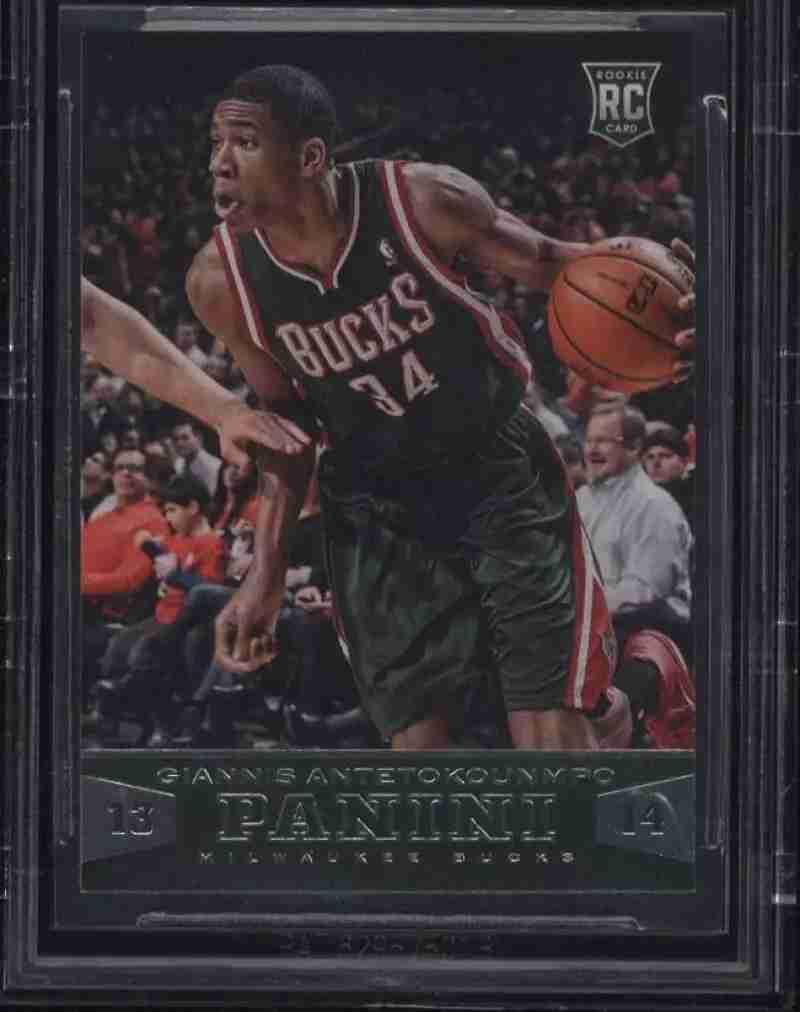 ROOKIE
RC
CARD
BUCKS
34
GIANNIS ANTETOKOUNMPO
13 PANINI 14
MILWAUKEE BUCKS